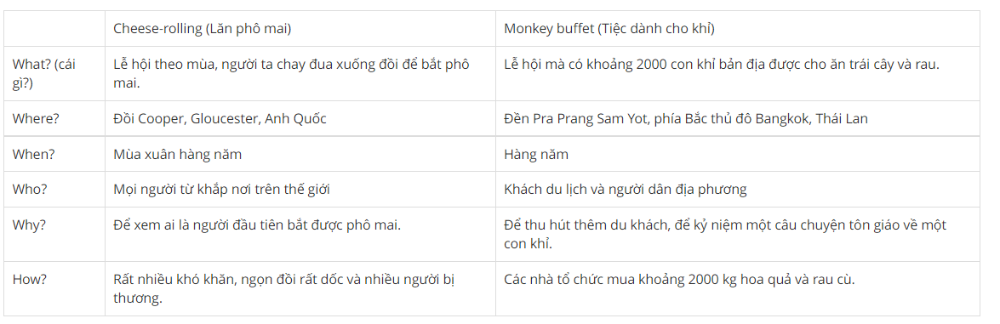 Cheese-rolling (Lăn phô mai)
Monkey buffet (Tiệc dành cho khỉ)
What? (cái
gì?)
Lễ hội theo mùa, người ta chay đua xuống đồi để bắt phô
mai.
Lễ hội mà có khoảng 2000 con khỉ bản địa được cho ăn trái cây và rau.
Where?
Đồi Cooper, Gloucester, Anh Quốc
Đền Pra Prang Sam Yot, phía Bắc thủ đô Bangkok, Thái Lan
When?
Mùa xuân hàng năm
Hàng năm
Who?
Mọi người từ khắp nơi trên thế giới
Khách du lịch và người dân địa phương
Why?
Để xem ai là người đầu tiên bắt được phô mai.
Để thu hút thêm du khách, để kỷ niệm một câu chuyện tôn giáo về một
con khỉ.
How?
Rất nhiều khó khăn, ngọn đồi rất dốc và nhiều người bị
thương.
Các nhà tổ chức mua khoảng 2000 kg hoa quả và rau cù.